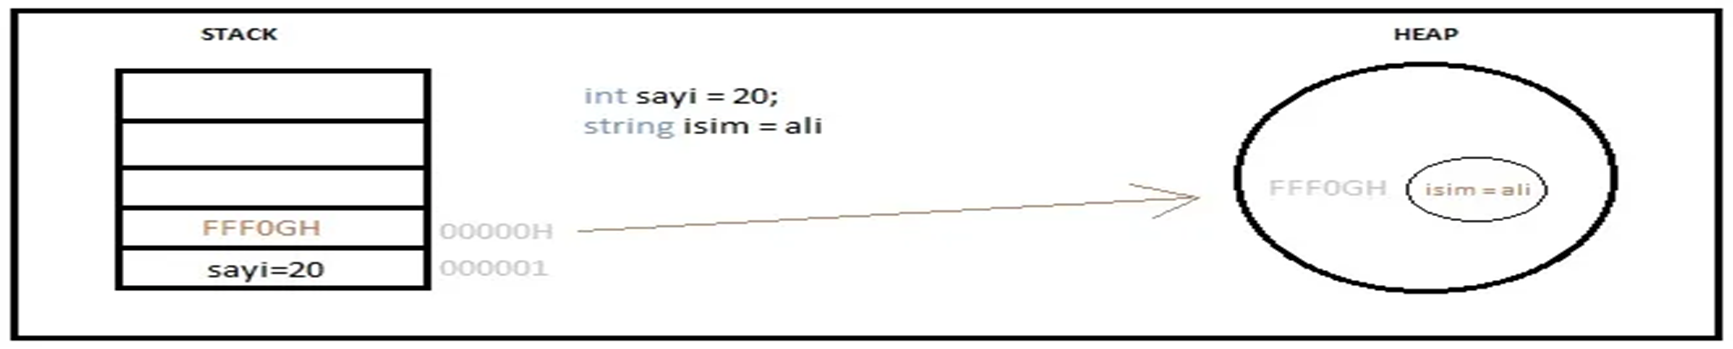 STACK
HEAP
int sayi = 20;
string isim = ali
FFF0GH
00000H
sayi=20
000001
FFF0GH
isim = ali